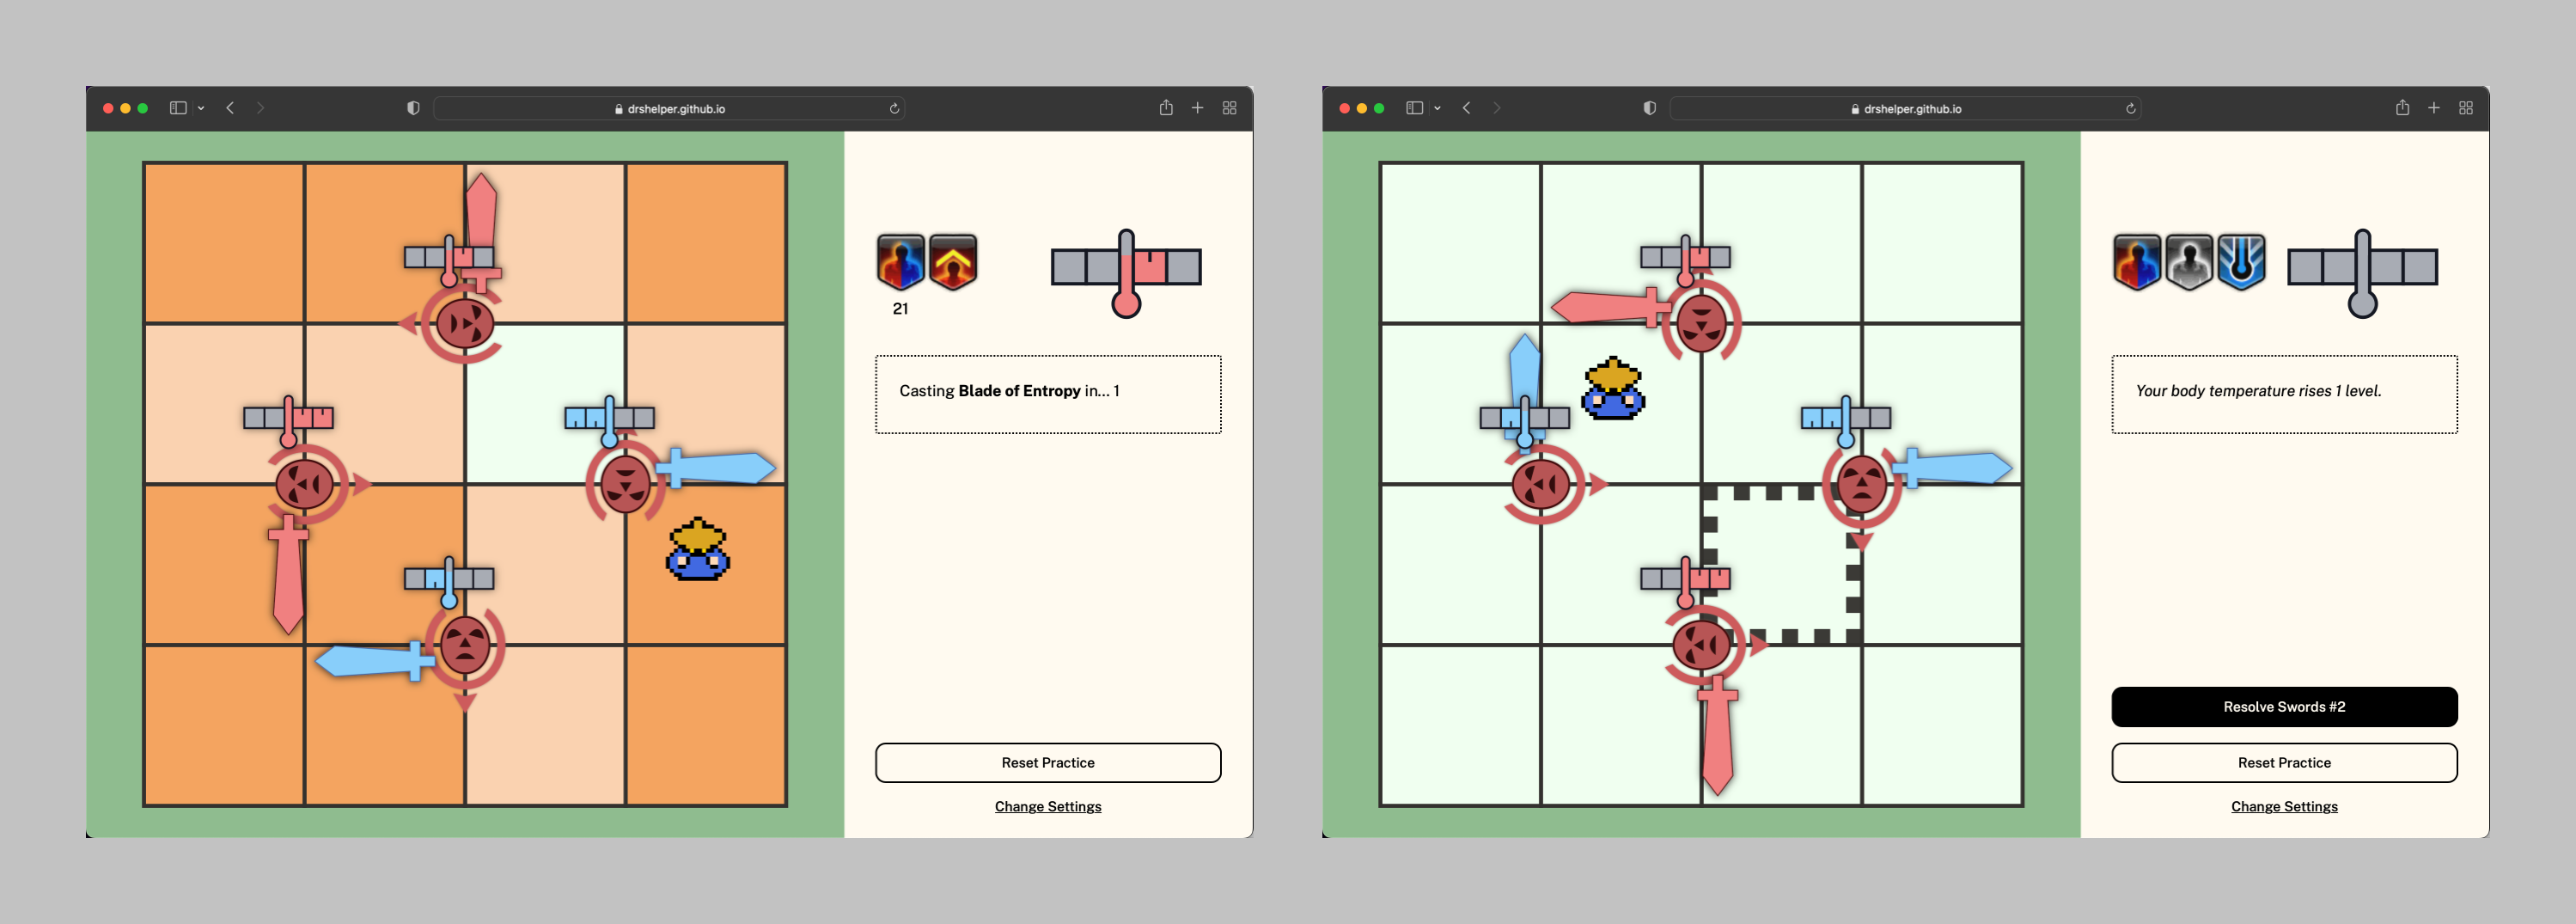 drshelper.github.io
21
Casting Blade of Entropy in... 1
Reset Practice
Change Settings
drshelper.github.io
Your body temperature rises 1 level.
Resolve Swords #2
Reset Practice
Change Settings